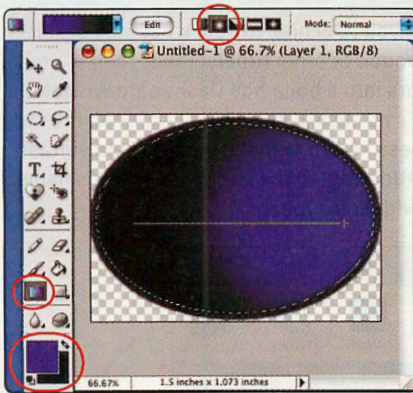 Edit
Mode: Normal
Untitled-1 @ 66.7% (Layer 1, RGB/8)
T
66.67%
1.5 inches x 1.073 inches